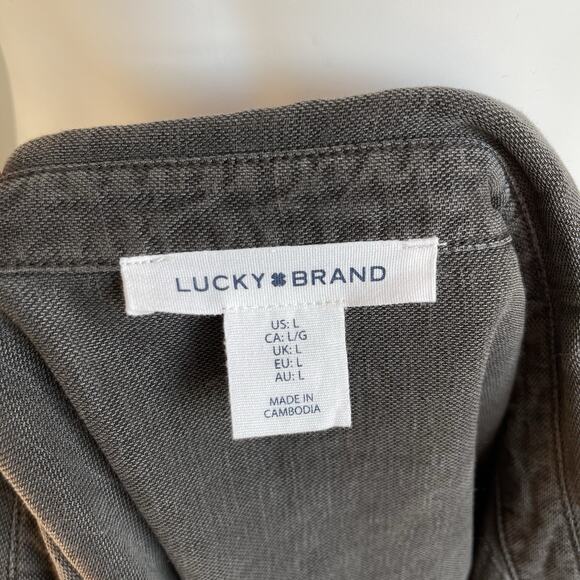 LUCKY BRAND
US: L
CA: L/G
UK: L
EU: L
AU: L
MADE IN
CAMBODIA